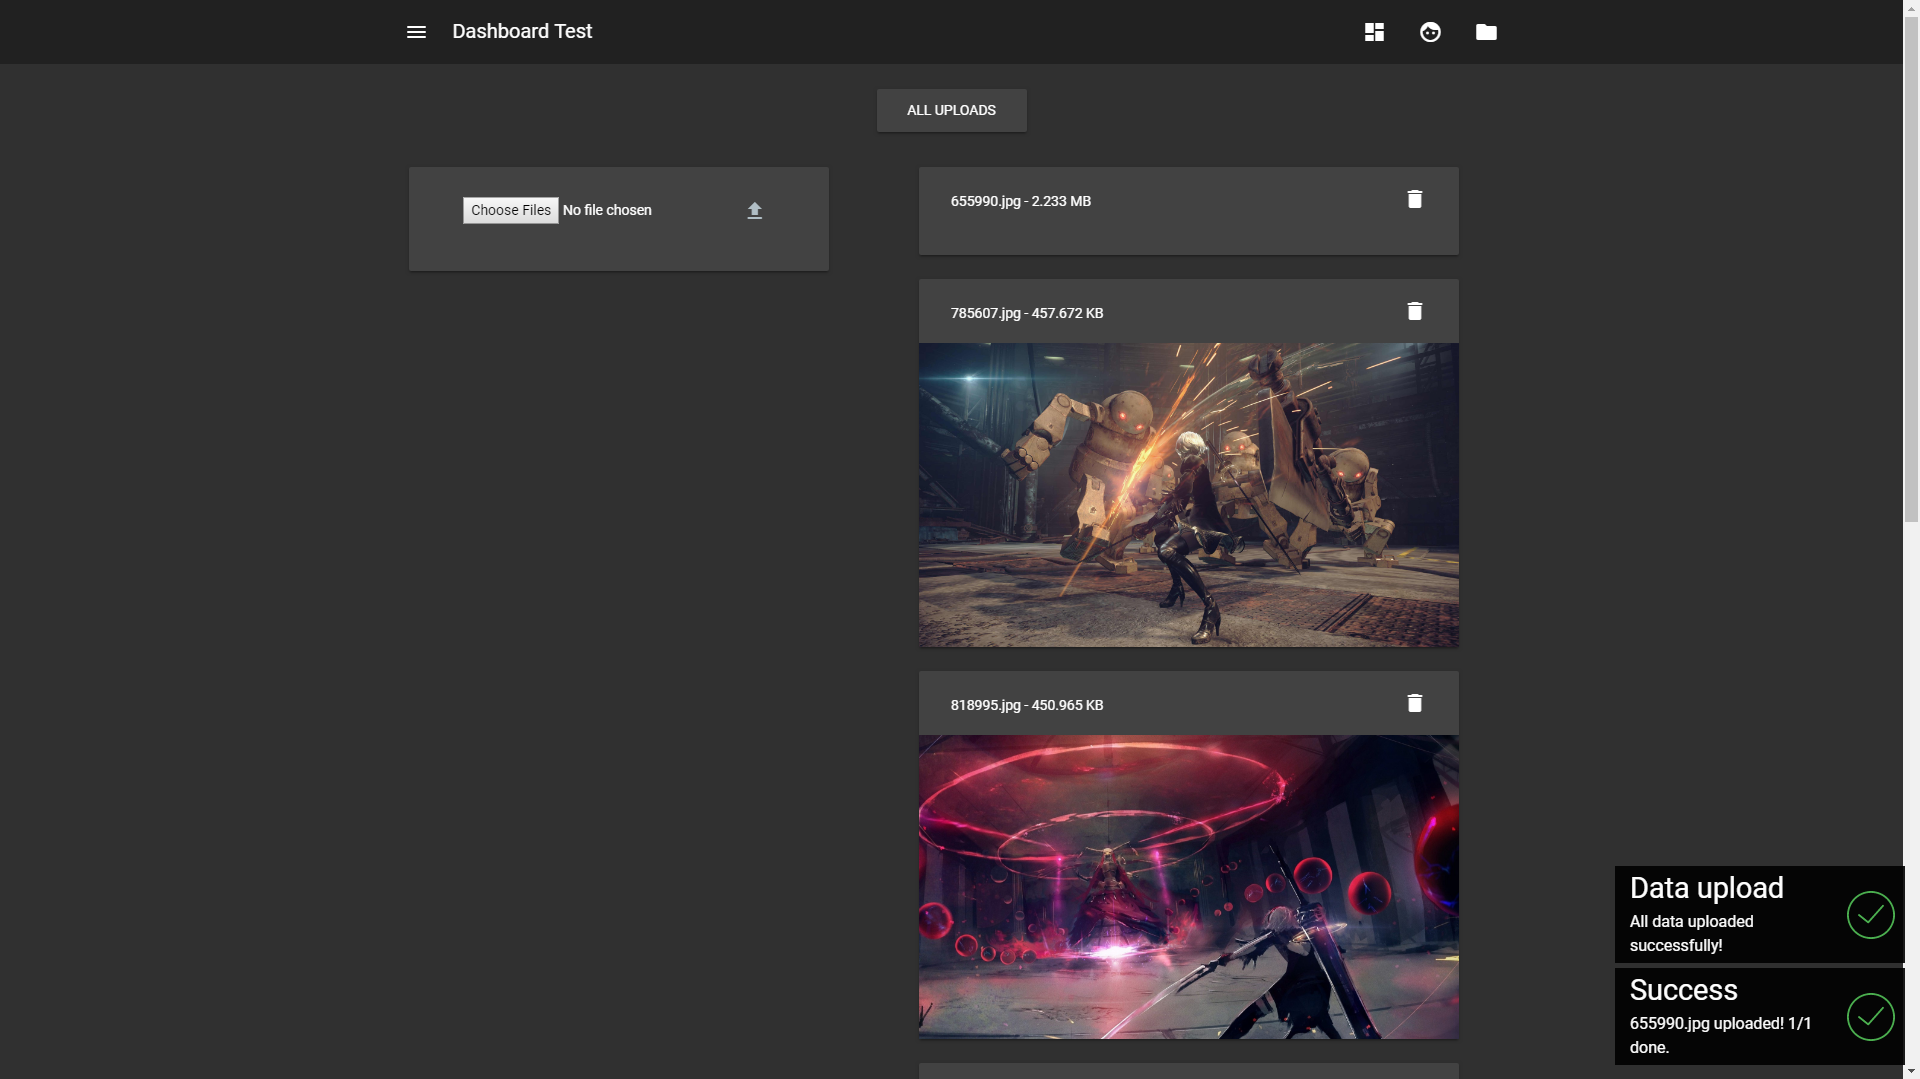 Dashboard Test
ALL UPLOADS
Choose Files No file chosen
655990.jpg - 2.233 MB
785607.jpg - 457.672 KB
818995.jpg - 450.965 KB
Data upload
All data uploaded
successfully!
Success
655990.jpg uploaded! 1/1
done.